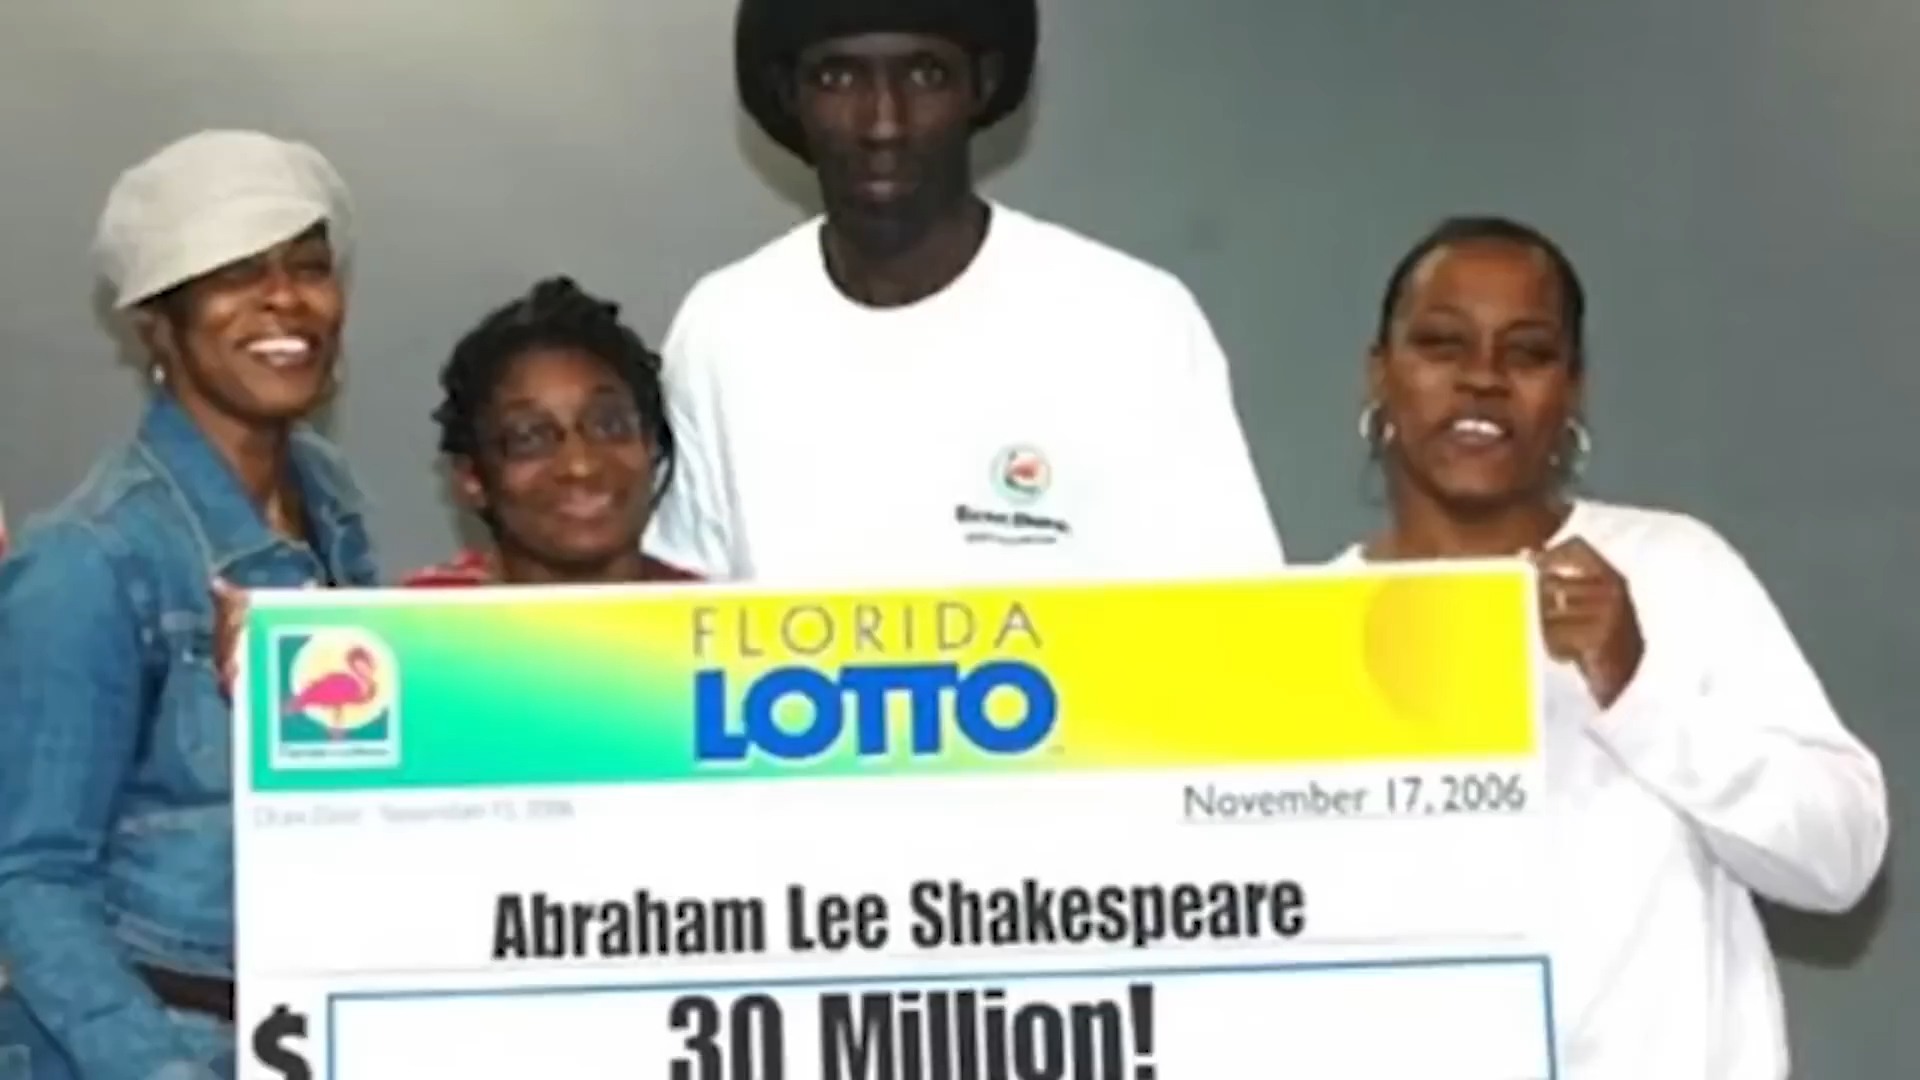 FLORIDA
LOTTO
November 17, 2006
Abraham Lee Shakespeare
$ 30 Million!